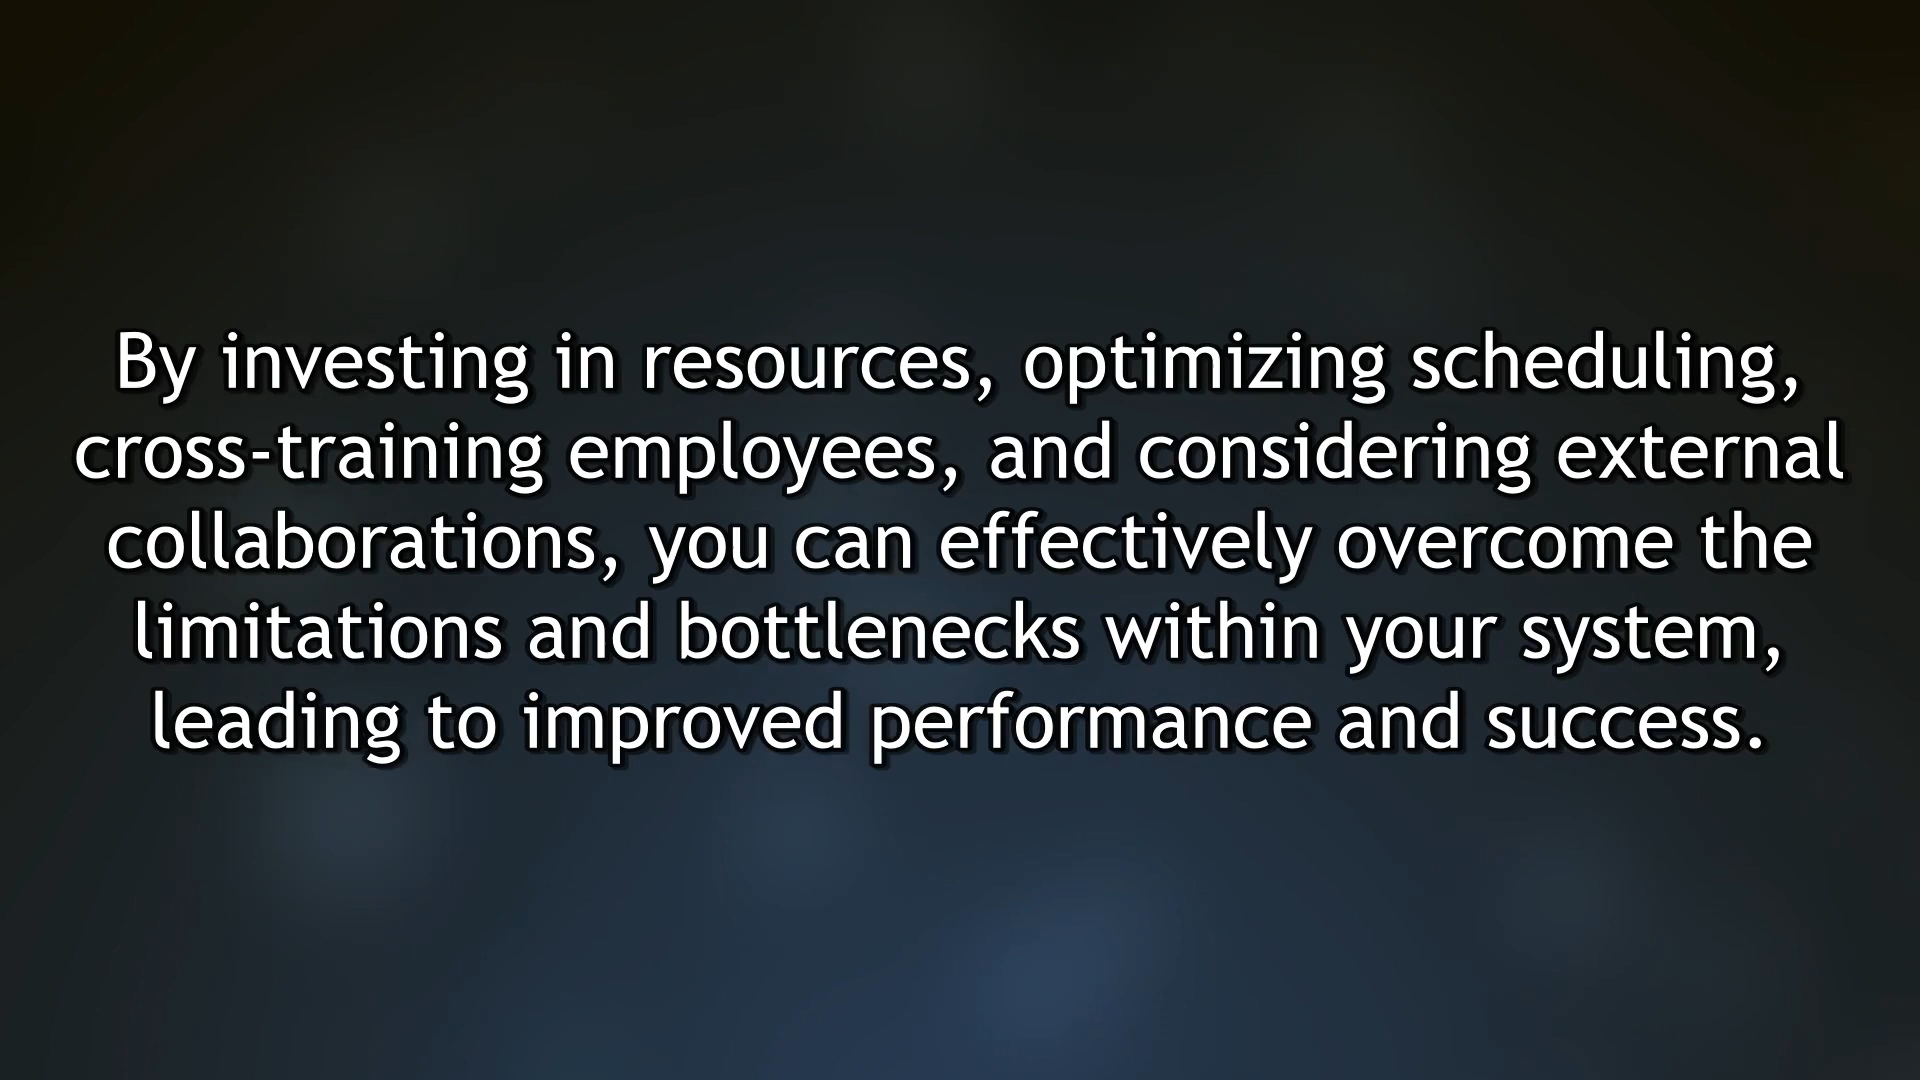 By investing in resources, optimizing scheduling,
cross-training employees, and considering external
collaborations, you can effectively overcome the
limitations and bottlenecks within your system,
leading to improved performance and success.